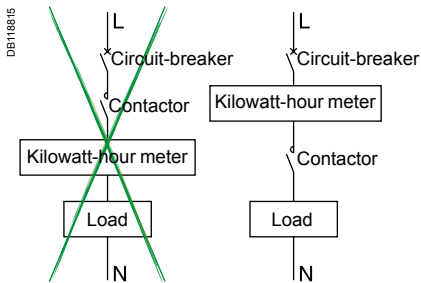 DB118815
L
Circuit-breaker
Contactor
Kilowatt-hour meter
Load
N
L
Circuit-breaker
Kilowatt-hour meter
Contactor
Load
N